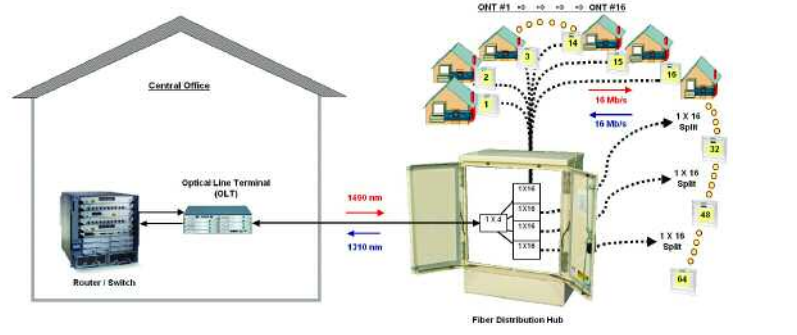 ONT #1
ONT #16
Central Office
3
14
2
15
16
1
16 Mb/s
16 Mb/s
1 X 16
Split
32
Optical Line Terminal
(OLT)
1490 nm
1310 nm
1X16
1X16
1 X 4
1X16
1X16
1 X 16
Split
48
1 X 16
Split
64
Router / Switch
Fiber Distribution Hub